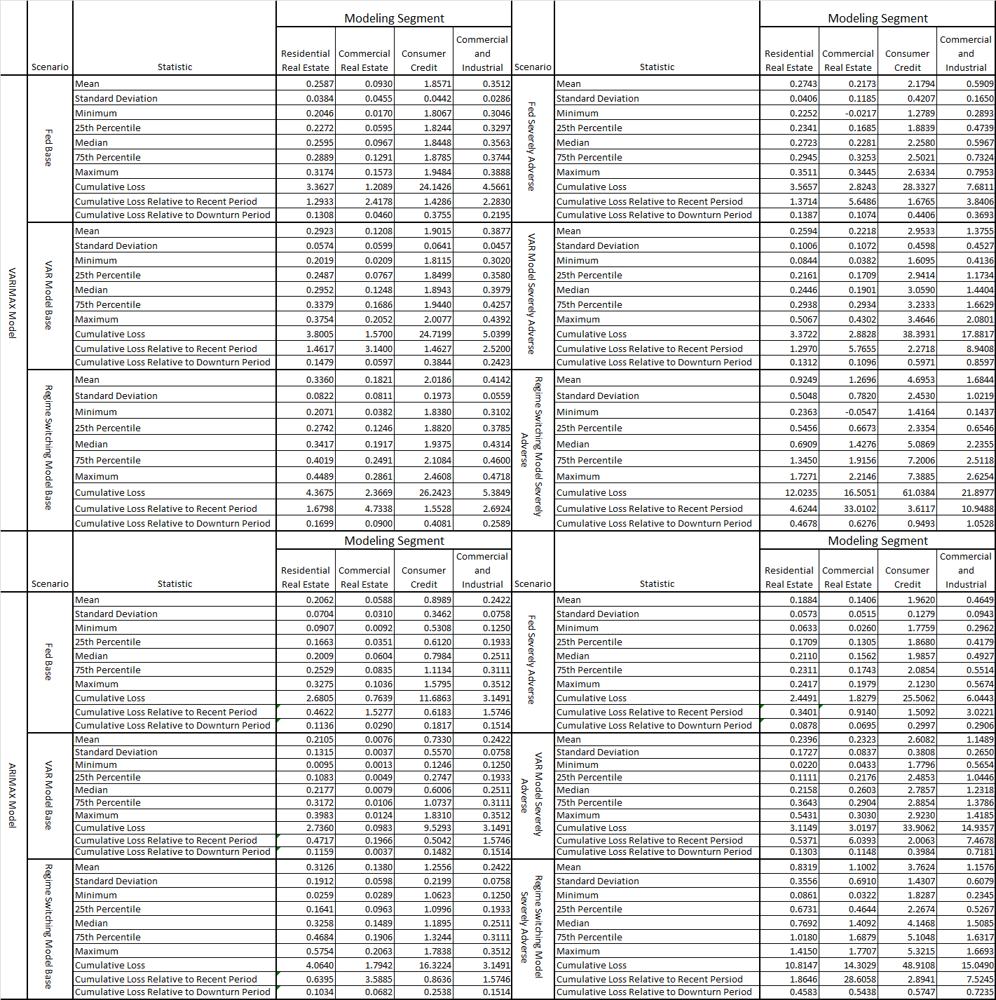 Modeling Segment Modeling Segment
Scenario Statistic Residential Real Estate Commercial Real Estate Consumer Credit Commercial and Industrial Scenario Statistic Residential Real Estate Commercial Real Estate Consumer Credit Commercial and Industrial
VARIMAX Model
Fed Base Fed Severely Adverse
Mean 0.2587 0.0930 1.8571 0.3512 Mean 0.2743 0.2173 2.1794 0.5909
Standard Deviation 0.0384 0.0455 0.0442 0.0286 Standard Deviation 0.0406 0.1185 0.4207 0.1650
Minimum 0.2046 0.0170 1.8067 0.3046 Minimum 0.2252 -0.0217 1.2789 0.2893
25th Percentile 0.2272 0.0595 1.8244 0.3297 25th Percentile 0.2341 0.1685 1.8839 0.4739
Median 0.2595 0.0967 1.8448 0.3563 Median 0.2723 0.2281 2.2580 0.5967
75th Percentile 0.2889 0.1291 1.8785 0.3744 75th Percentile 0.2945 0.3253 2.5021 0.7324
Maximum 0.3174 0.1573 1.9484 0.3888 Maximum 0.3511 0.3445 2.6334 0.7953
Cumulative Loss 3.3627 1.2089 24.1426 4.5661 Cumulative Loss 3.5657 2.8243 28.3327 7.6811
Cumulative Loss Relative to Recent Period 1.2933 2.4178 1.4286 2.2830 Cumulative Loss Relative to Recent Persiod 1.3714 5.6486 1.6765 3.8406
Cumulative Loss Relative to Downturn Period 0.1308 0.0460 0.3755 0.2195 Cumulative Loss Relative to Downturn Period 0.1387 0.1074 0.4406 0.3693
VAR Model Base VAR Model Severely Adverse
Mean 0.2923 0.1208 1.9015 0.3877 Mean 0.2594 0.2218 2.9533 1.3755
Standard Deviation 0.0574 0.0599 0.0641 0.0457 Standard Deviation 0.1006 0.1072 0.4598 0.4527
Minimum 0.2019 0.0209 1.8115 0.3020 Minimum 0.0844 0.0382 1.6095 0.4136
25th Percentile 0.2487 0.0767 1.8499 0.3580 25th Percentile 0.2161 0.1709 2.9414 1.1734
Median 0.2952 0.1248 1.8943 0.3979 Median 0.2446 0.1901 3.0590 1.4404
75th Percentile 0.3379 0.1686 1.9440 0.4257 75th Percentile 0.2938 0.2934 3.2333 1.6629
Maximum 0.3754 0.2052 2.0077 0.4392 Maximum 0.5067 0.4302 3.4646 2.0801
Cumulative Loss 3.8005 1.5700 24.7199 5.0399 Cumulative Loss 3.3722 2.8828 38.3931 17.8817
Cumulative Loss Relative to Recent Period 1.4617 3.1400 1.4627 2.5200 Cumulative Loss Relative to Recent Persiod 1.2970 5.7655 2.2718 8.9408
Cumulative Loss Relative to Downturn Period 0.1479 0.0597 0.3844 0.2423 Cumulative Loss Relative to Downturn Period 0.1312 0.1096 0.5971 0.8597
Regime Switching Model Base Regime Switching Model Severely Adverse
Mean 0.3360 0.1821 2.0186 0.4142 Mean 0.9249 1.2696 4.6953 1.6844
Standard Deviation 0.0822 0.0811 0.1973 0.0559 Standard Deviation 0.5048 0.7820 2.4530 1.0219
Minimum 0.2071 0.0382 1.8380 0.3102 Minimum 0.2363 -0.0547 1.4164 0.1437
25th Percentile 0.2742 0.1246 1.8820 0.3785 25th Percentile 0.5456 0.6673 2.3354 0.6546
Median 0.3417 0.1917 1.9375 0.4314 Median 0.6909 1.4276 5.0869 2.2355
75th Percentile 0.4019 0.2491 2.1084 0.4600 75th Percentile 1.3450 1.9156 7.2006 2.5118
Maximum 0.4489 0.2861 2.4608 0.4718 Maximum 1.7271 2.2146 7.3885 2.6254
Cumulative Loss 4.3675 2.3669 26.2423 5.3849 Cumulative Loss 12.0235 16.5051 61.0384 21.8977
Cumulative Loss Relative to Recent Period 1.6798 4.7338 1.5528 2.6924 Cumulative Loss Relative to Recent Persiod 4.6244 33.0102 3.6117 10.9488
Cumulative Loss Relative to Downturn Period 0.1699 0.0900 0.4081 0.2589 Cumulative Loss Relative to Downturn Period 0.4678 0.6276 0.9493 1.0528
Modeling Segment Modeling Segment
Scenario Statistic Residential Real Estate Commercial Real Estate Consumer Credit Commercial and Industrial Scenario Statistic Residential Real Estate Commercial Real Estate Consumer Credit Commercial and Industrial
ARIMAX Model
Fed Base Fed Severely Adverse
Mean 0.2062 0.0588 0.8989 0.2422 Mean 0.1884 0.1406 1.9620 0.4649
Standard Deviation 0.0704 0.0310 0.3462 0.0758 Standard Deviation 0.0573 0.0515 0.1279 0.0943
Minimum 0.0907 0.0092 0.5308 0.1250 Minimum 0.0633 0.0260 1.7759 0.2962
25th Percentile 0.1663 0.0351 0.6120 0.1933 25th Percentile 0.1709 0.1305 1.8680 0.4179
Median 0.2009 0.0604 0.7984 0.2511 Median 0.2110 0.1562 1.9857 0.4927
75th Percentile 0.2529 0.0835 1.1134 0.3111 75th Percentile 0.2311 0.1743 2.0854 0.5514
Maximum 0.3275 0.1036 1.5795 0.3512 Maximum 0.2417 0.1979 2.1230 0.5674
Cumulative Loss 2.6805 0.7639 11.6863 3.1491 Cumulative Loss 2.4491 1.8279 25.5062 6.0443
Cumulative Loss Relative to Recent Period 0.4622 1.5277 0.6183 1.5746 Cumulative Loss Relative to Recent Persiod 0.3401 0.9140 1.5092 3.0221
Cumulative Loss Relative to Downturn Period 0.1136 0.0290 0.1817 0.1514 Cumulative Loss Relative to Downturn Period 0.0878 0.0695 0.2997 0.2906
VAR Model Base VAR Model Severely Adverse
Mean 0.2105 0.0076 0.7330 0.2422 Mean 0.2396 0.2323 2.6082 1.1489
Standard Deviation 0.1315 0.0037 0.5570 0.0758 Standard Deviation 0.1727 0.0837 0.3808 0.2650
Minimum 0.0095 0.0013 0.1246 0.1250 Minimum 0.0220 0.0433 1.7796 0.5654
25th Percentile 0.1083 0.0049 0.2747 0.1933 25th Percentile 0.1111 0.2176 2.4853 1.0446
Median 0.2177 0.0079 0.6006 0.2511 Median 0.2158 0.2603 2.7857 1.2318
75th Percentile 0.3172 0.0106 1.0737 0.3111 75th Percentile 0.3643 0.2904 2.8854 1.3786
Maximum 0.3983 0.0124 1.8310 0.3512 Maximum 0.5431 0.3030 2.9230 1.4185
Cumulative Loss 2.7360 0.0983 9.5293 3.1491 Cumulative Loss 3.1149 3.0197 33.9062 14.9357
Cumulative Loss Relative to Recent Period 0.4717 0.1966 0.5042 1.5746 Cumulative Loss Relative to Recent Persiod 0.5371 6.0393 2.0063 7.4678
Cumulative Loss Relative to Downturn Period 0.1159 0.0037 0.1482 0.1514 Cumulative Loss Relative to Downturn Period 0.1303 0.1148 0.3984 0.7181
Regime Switching Model Base Regime Switching Model Severely Adverse
Mean 0.3126 0.1380 1.2556 0.2422 Mean 0.8319 1.1002 3.7624 1.1576
Standard Deviation 0.1912 0.0598 0.2199 0.0758 Standard Deviation 0.3556 0.6910 1.4307 0.6079
Minimum 0.0259 0.0289 1.0623 0.1250 Minimum 0.0861 0.0322 1.8287 0.2345
25th Percentile 0.1641 0.0963 1.0996 0.1933 25th Percentile 0.6731 0.4644 2.2674 0.5267
Median 0.3258 0.1489 1.1895 0.2511 Median 0.7692 1.4092 4.1468 1.5085
75th Percentile 0.4684 0.1906 1.3244 0.3111 75th Percentile 1.0180 1.6879 5.1048 1.6317
Maximum 0.5754 0.2063 1.7838 0.3512 Maximum 1.4150 1.7707 5.3215 1.6693
Cumulative Loss 4.0640 1.7942 16.3224 3.1491 Cumulative Loss 10.8147 14.3029 48.9108 15.0490
Cumulative Loss Relative to Recent Period 0.6395 3.5885 0.8636 1.5746 Cumulative Loss Relative to Recent Persiod 1.8646 28.6058 2.8941 7.5245
Cumulative Loss Relative to Downturn Period 0.1034 0.0682 0.2538 0.1514 Cumulative Loss Relative to Downturn Period 0.4583 0.5438 0.5747 0.7235